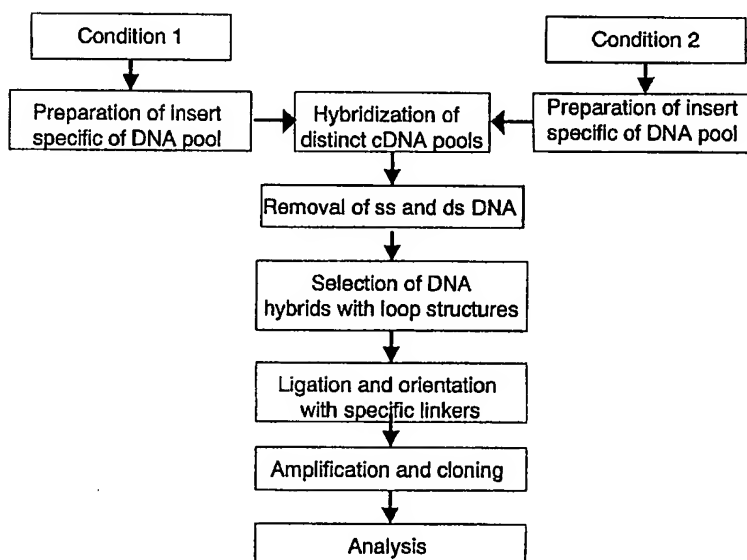 Condition 1
Condition 2
Preparation of insert
specific of DNA pool
Hybridization of
distinct cDNA pools
Preparation of insert
specific of DNA pool
Removal of ss and ds DNA
Selection of DNA
hybrids with loop structures
Ligation and orientation
with specific linkers
Amplification and cloning
Analysis